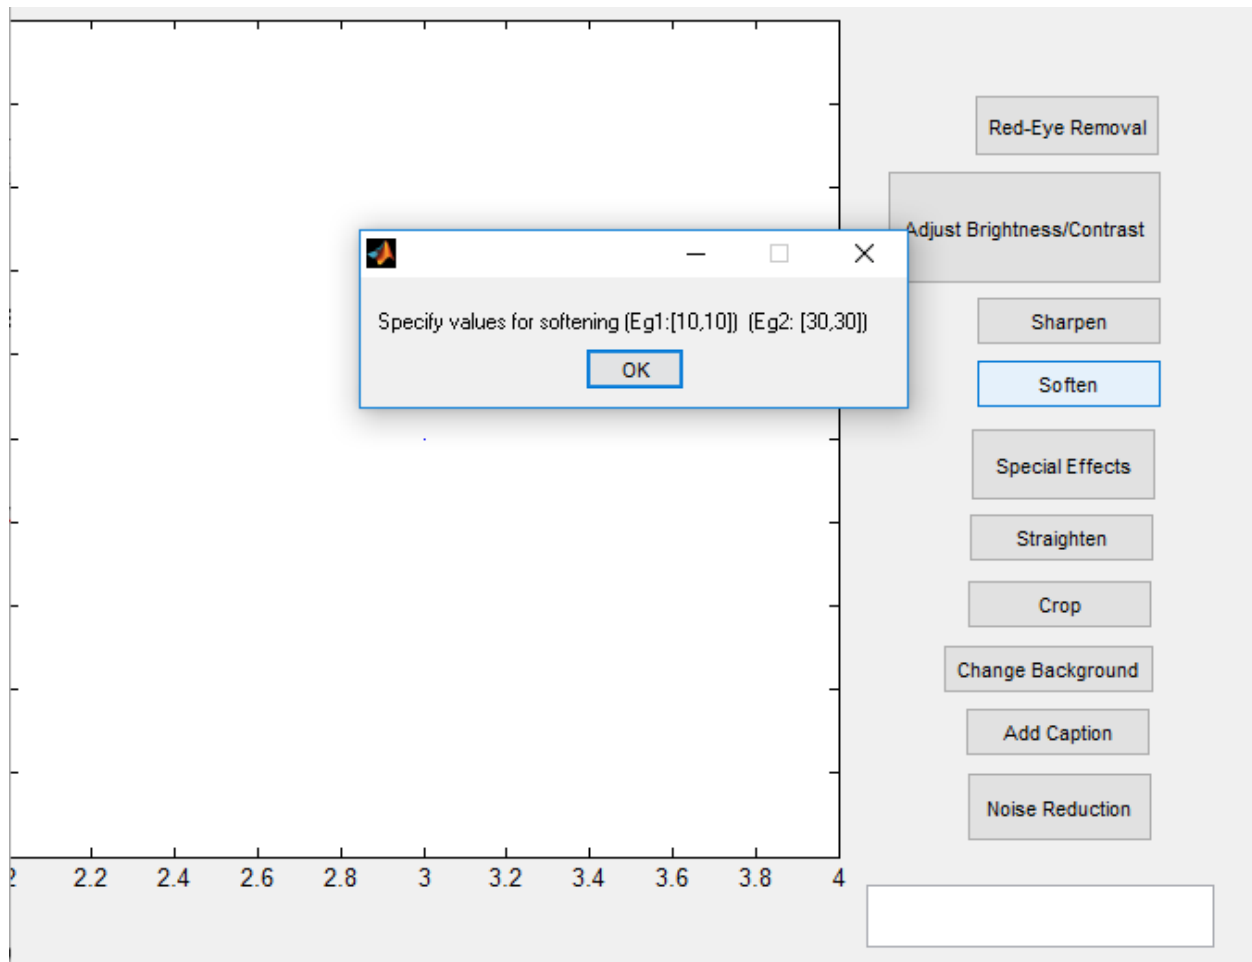 Red-Eye Removal
Adjust Brightness/Contrast
Specify values for softening (Eg1:[10,10]) (Eg2: [30,30])
OK
Sharpen
Soften
Special Effects
Straighten
Crop
Change Background
Add Caption
Noise Reduction
2.2 2.4 2.6 2.8 3 3.2 3.4 3.6 3.8 4